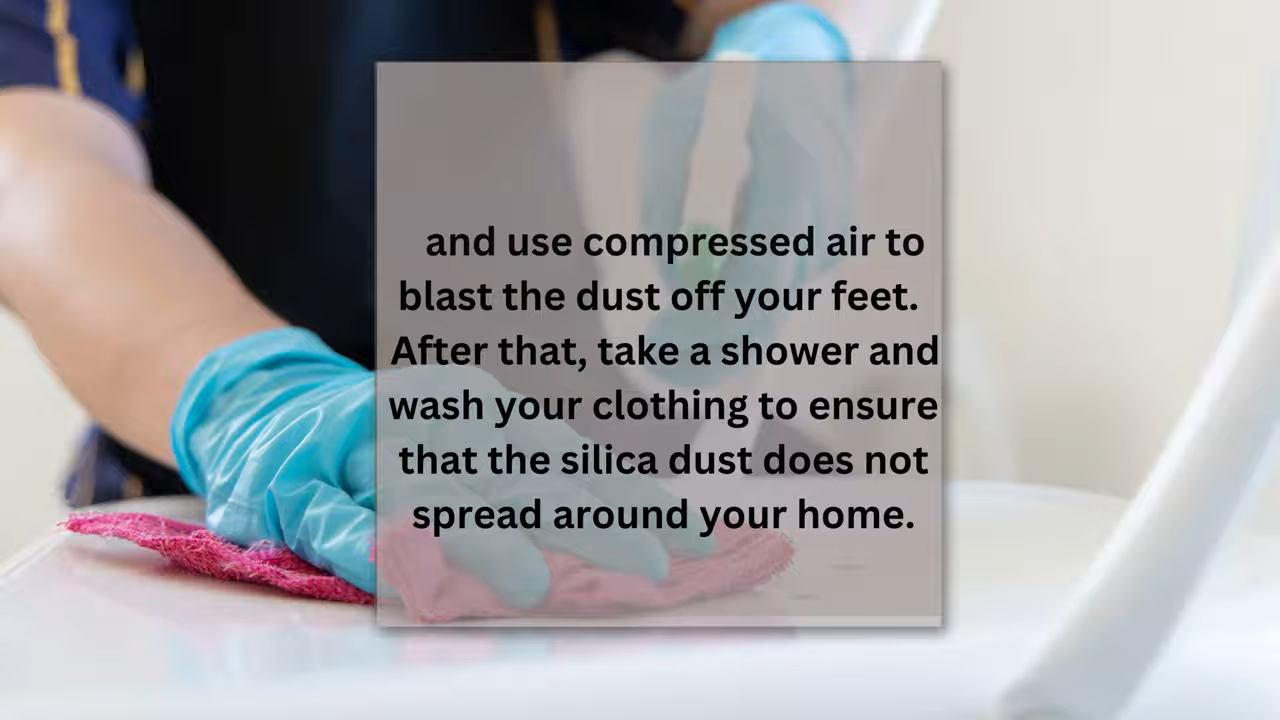 and use compressed air to
blast the dust off your feet.
After that, take a shower and
wash your clothing to ensure
that the silica dust does not
spread around your home.